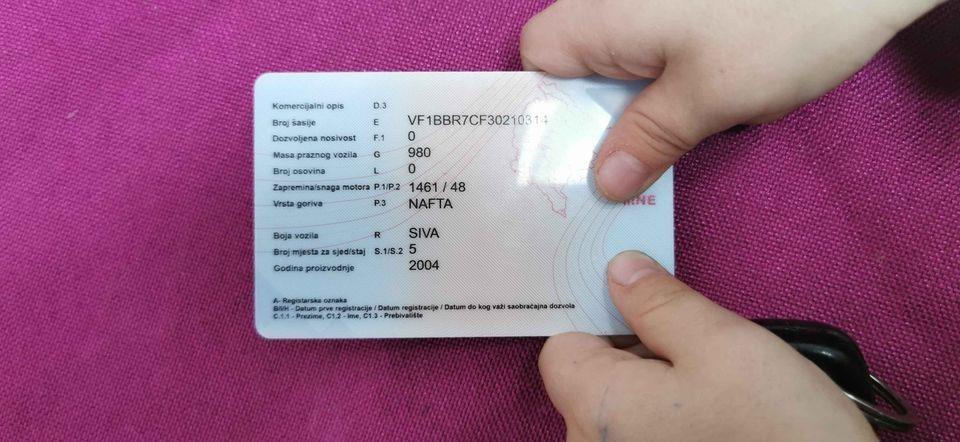 Komercijalni opis D.3
Broj šasije E VF1BBR7CF30210314
Dozvoljena nosivost F.1 0
Masa praznog vozila G 980
Broj osovina L 0
Zapremina/snaga motora P.1/P.2 1461 / 48
Vrsta goriva P.3 NAFTA
Boja vozila R SIVA
Broj mjesta za sjed/staj S.1/S.2 5
Godina proizvodnje 2004
A- Registarska oznaka
B/I/H - Datum prve registracije / Datum registracije / Datum do kog važi saobraćajna dozvola
C.1.1 - Prezime, C1.2 - Ime, C1.3 - Prebivalište